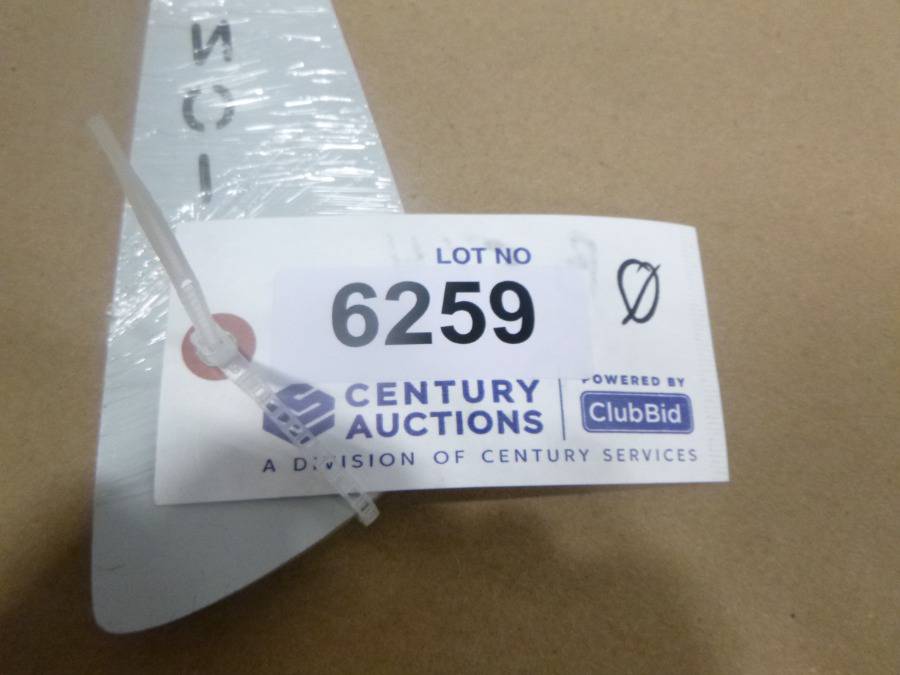 N
O
I
LOT NO
6259
Ø
CENTURY
AUCTIONS
POWERED BY
ClubBid
A DIVISION OF CENTURY SERVICES